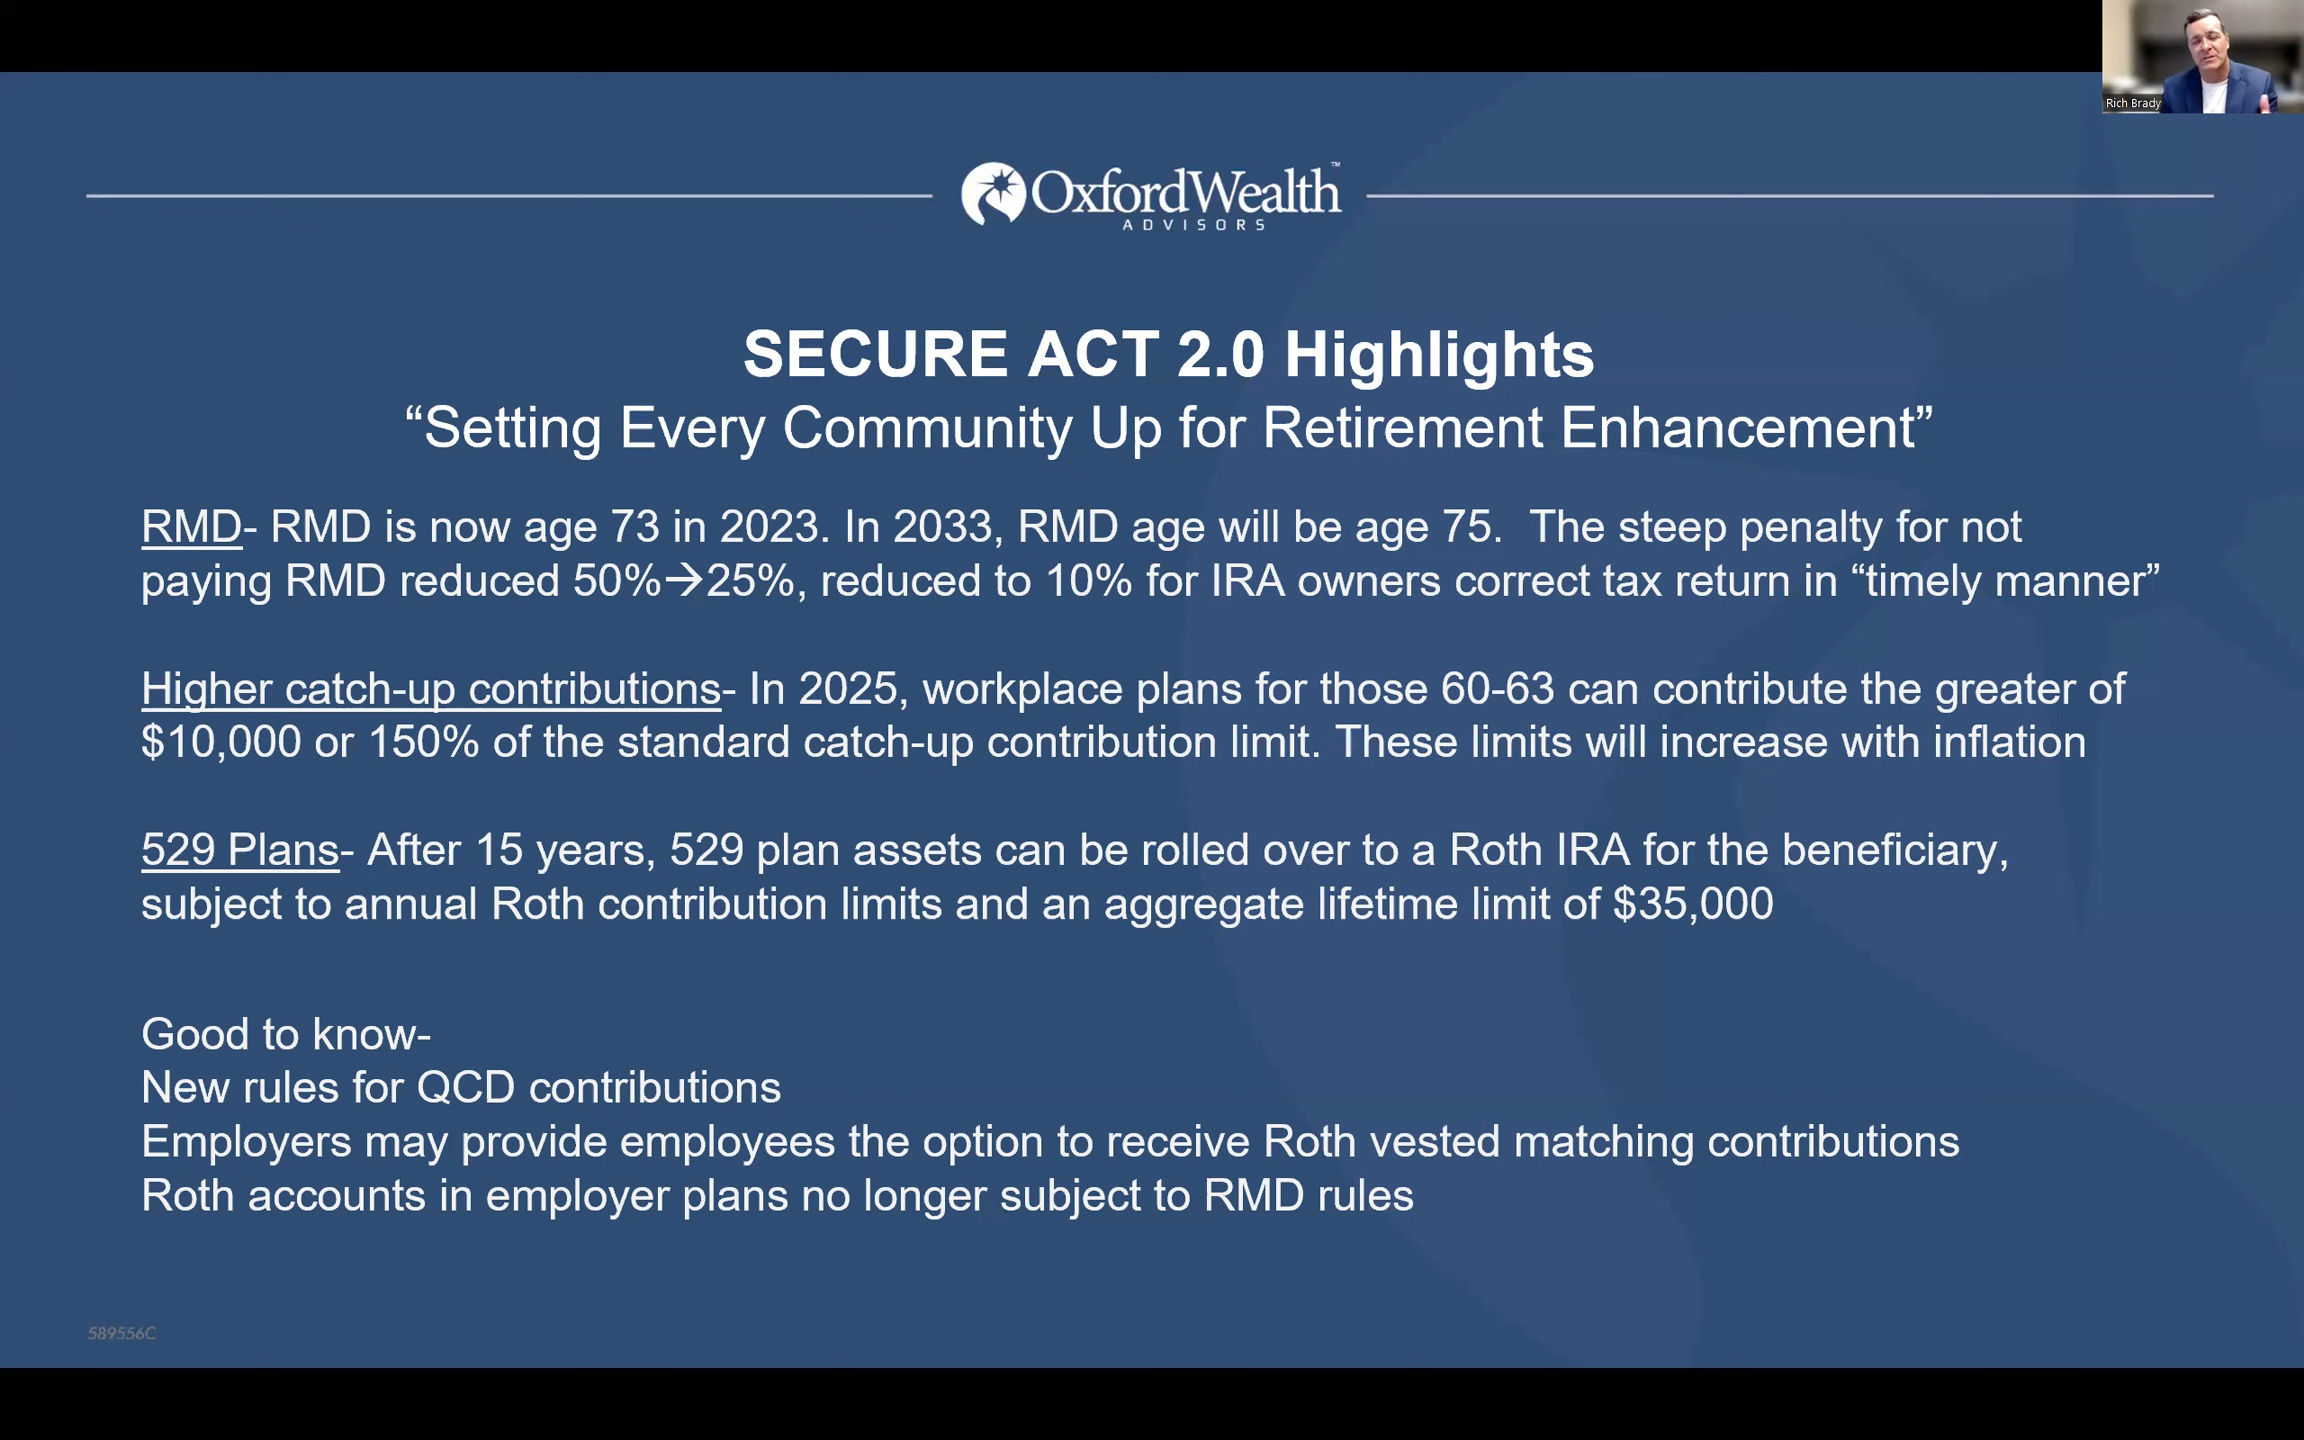 Rich Brady
OxfordWealth™
ADVISORS
SECURE ACT 2.0 Highlights
“Setting Every Community Up for Retirement Enhancement”
RMD- RMD is now age 73 in 2023. In 2033, RMD age will be age 75.  The steep penalty for not
paying RMD reduced 50%→25%, reduced to 10% for IRA owners correct tax return in “timely manner”
Higher catch-up contributions- In 2025, workplace plans for those 60-63 can contribute the greater of
$10,000 or 150% of the standard catch-up contribution limit. These limits will increase with inflation
529 Plans- After 15 years, 529 plan assets can be rolled over to a Roth IRA for the beneficiary,
subject to annual Roth contribution limits and an aggregate lifetime limit of $35,000
Good to know-
New rules for QCD contributions
Employers may provide employees the option to receive Roth vested matching contributions
Roth accounts in employer plans no longer subject to RMD rules
589556C